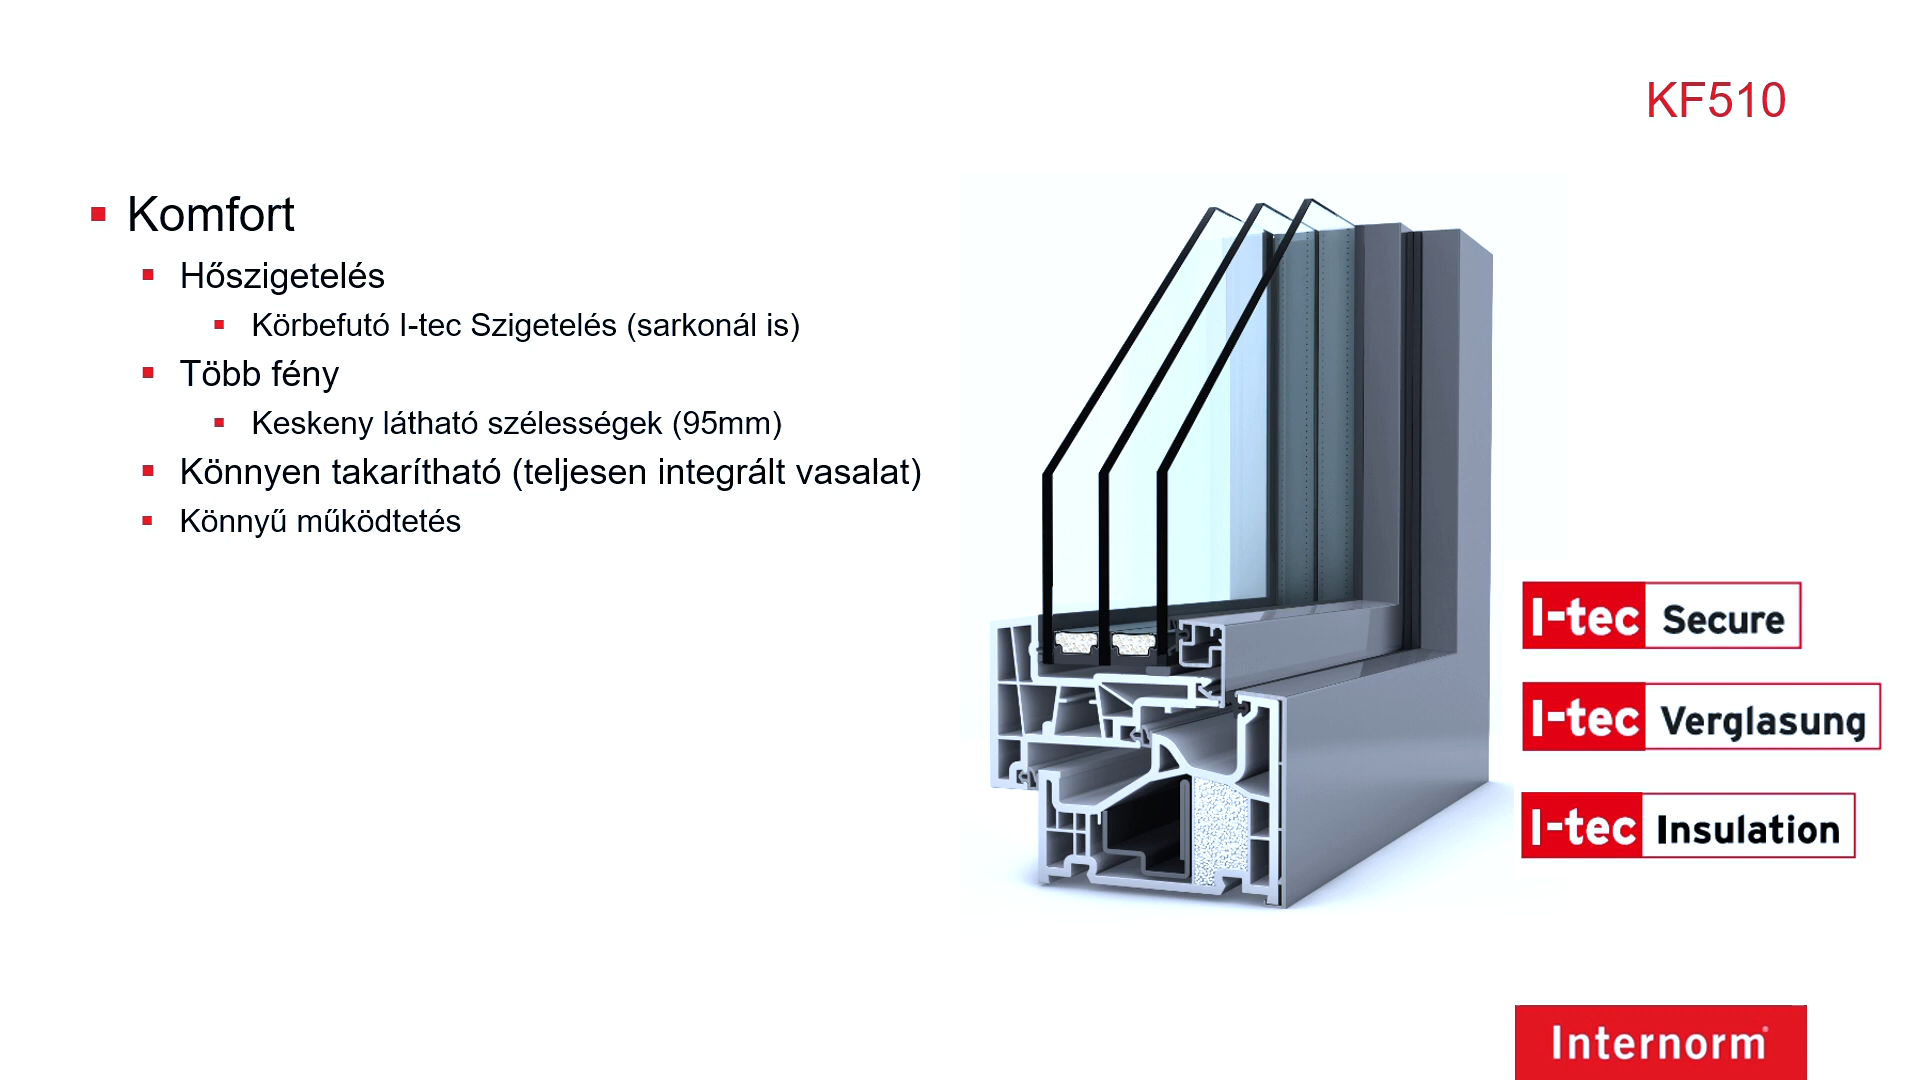 KF510
Komfort
Hőszigetelés
Körbefutó I-tec Szigetelés (sarkonál is)
Több fény
Keskeny látható szélességek (95mm)
Könnyen takarítható (teljesen integrált vasalat)
Könnyű működtetés
I-tec Secure
I-tec Verglasung
I-tec Insulation
Internorm®